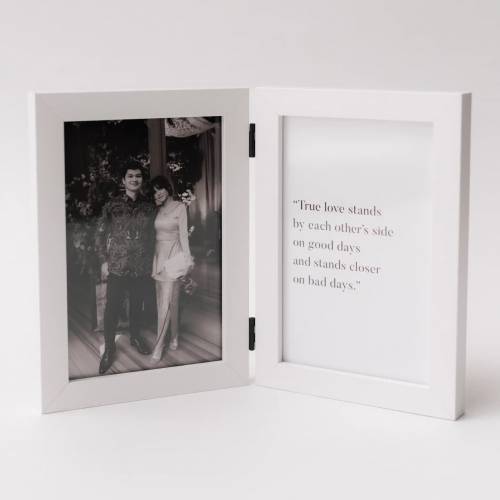 “True love stands
by each other’s side
on good days
and stands closer
on bad days.”